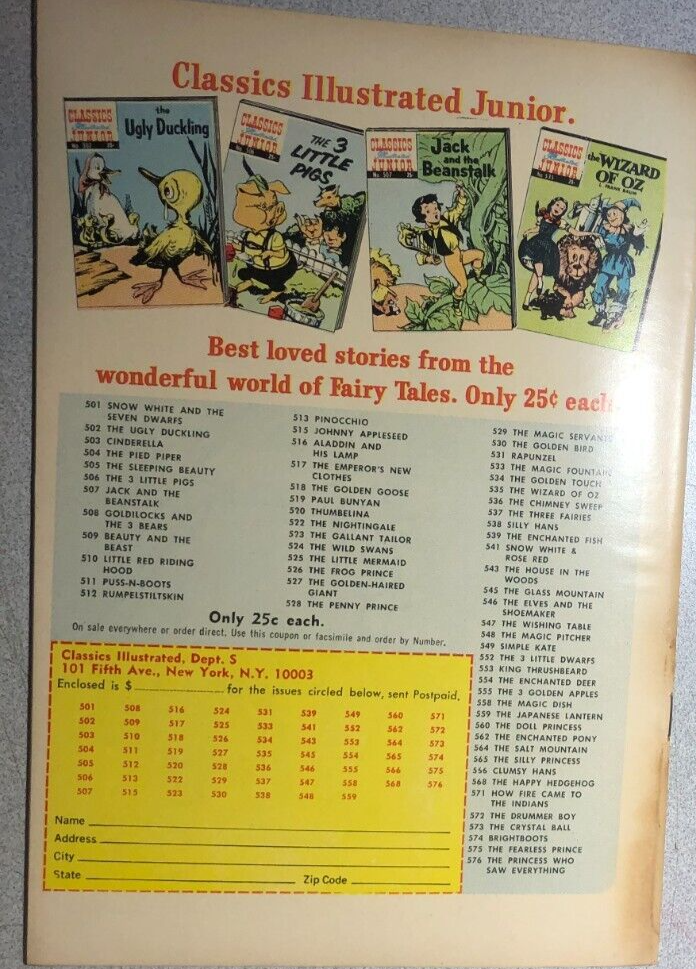 Classics Illustrated Junior.
CLASSICS
Illustrated
JUNIOR
No. 502 25¢
the
Ugly Duckling
CLASSICS
JUNIOR
THE 3
LITTLE
PIGS
CLASSICS
Illustrated
JUNIOR
No. 507 25¢
Jack
and the
Beanstalk
CLASSICS
Illustrated
JUNIOR
No. 535 25¢
the WIZARD
OF OZ
L. FRANK BAUM
Best loved stories from the
wonderful world of Fairy Tales. Only 25¢ each
501 SNOW WHITE AND THE
SEVEN DWARFS
502 THE UGLY DUCKLING
503 CINDERELLA
504 THE PIED PIPER
505 THE SLEEPING BEAUTY
506 THE 3 LITTLE PIGS
507 JACK AND THE
BEANSTALK
508 GOLDILOCKS AND
THE 3 BEARS
509 BEAUTY AND THE
BEAST
510 LITTLE RED RIDING
HOOD
511 PUSS-N-BOOTS
512 RUMPELSTILTSKIN
513 PINOCCHIO
515 JOHNNY APPLESEED
516 ALADDIN AND
HIS LAMP
517 THE EMPEROR'S NEW
CLOTHES
518 THE GOLDEN GOOSE
519 PAUL BUNYAN
520 THUMBELINA
522 THE NIGHTINGALE
523 THE GALLANT TAILOR
524 THE WILD SWANS
525 THE LITTLE MERMAID
526 THE FROG PRINCE
527 THE GOLDEN-HAIRED
GIANT
528 THE PENNY PRINCE
529 THE MAGIC SERVANTS
530 THE GOLDEN BIRD
531 RAPUNZEL
533 THE MAGIC FOUNTAIN
534 THE GOLDEN TOUCH
535 THE WIZARD OF OZ
536 THE CHIMNEY SWEEP
537 THE THREE FAIRIES
538 SILLY HANS
539 THE ENCHANTED FISH
541 SNOW WHITE &
ROSE RED
543 THE HOUSE IN THE
WOODS
545 THE GLASS MOUNTAIN
546 THE ELVES AND THE
SHOEMAKER
547 THE WISHING TABLE
548 THE MAGIC PITCHER
549 SIMPLE KATE
552 THE 3 LITTLE DWARFS
553 KING THRUSHBEARD
554 THE ENCHANTED DEER
555 THE 3 GOLDEN APPLES
558 THE MAGIC DISH
559 THE JAPANESE LANTERN
560 THE DOLL PRINCESS
562 THE ENCHANTED PONY
564 THE SALT MOUNTAIN
565 THE SILLY PRINCESS
556 CLUMSY HANS
568 THE HAPPY HEDGEHOG
571 HOW FIRE CAME TO
THE INDIANS
572 THE DRUMMER BOY
573 THE CRYSTAL BALL
574 BRIGHTBOOTS
575 THE FEARLESS PRINCE
576 THE PRINCESS WHO
SAW EVERYTHING
Only 25c each.
On sale everywhere or order direct. Use this coupon or facsimile and order by Number.
Classics Illustrated, Dept. S
101 Fifth Ave., New York, N.Y. 10003
Enclosed is $ for the issues circled below, sent Postpaid,
501 508 516 524 531 539 549 560 571
502 509 517 525 533 541 552 562 572
503 510 518 526 534 543 553 564 573
504 511 519 527 535 545 554 565 574
505 512 520 528 536 546 555 566 575
506 513 522 529 537 547 558 568 576
507 515 523 530 538 548 559
Name
Address
City
State Zip Code